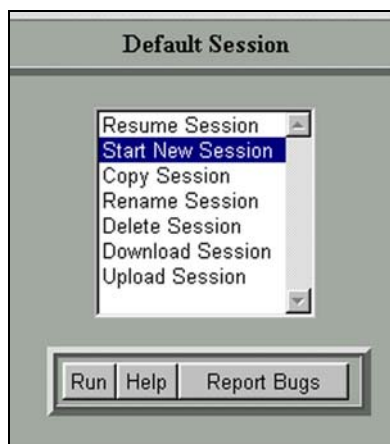 Default Session
Resume Session
Start New Session
Copy Session
Rename Session
Delete Session
Download Session
Upload Session
Run Help Report Bugs